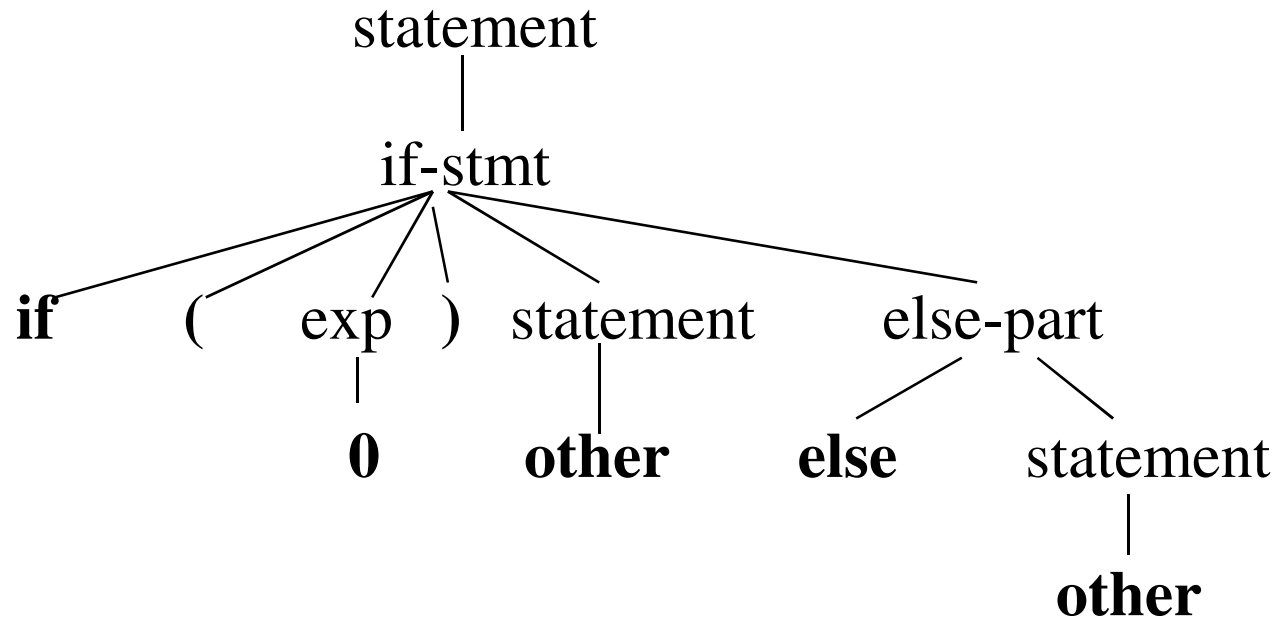 statement
if-stmt
if ( exp ) statement else-part
0 other else statement
other